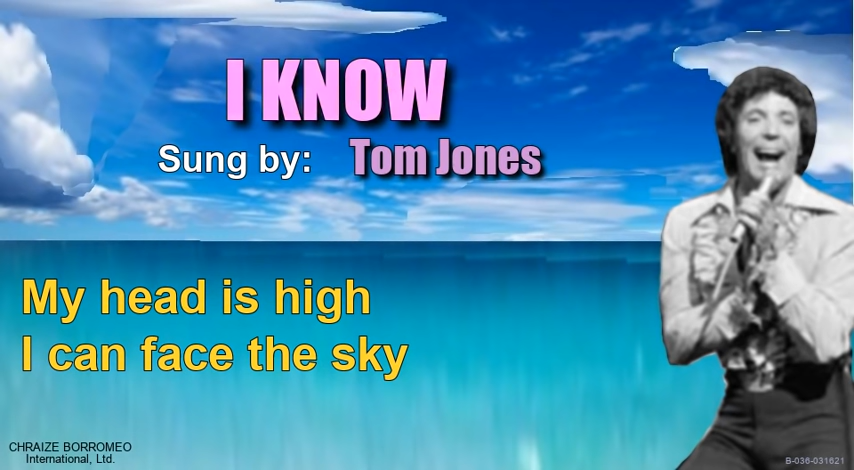 I KNOW
Sung by: Tom Jones
My head is high
I can face the sky
CHRAIZE BORROMEO
International, Ltd.
B-036-031621